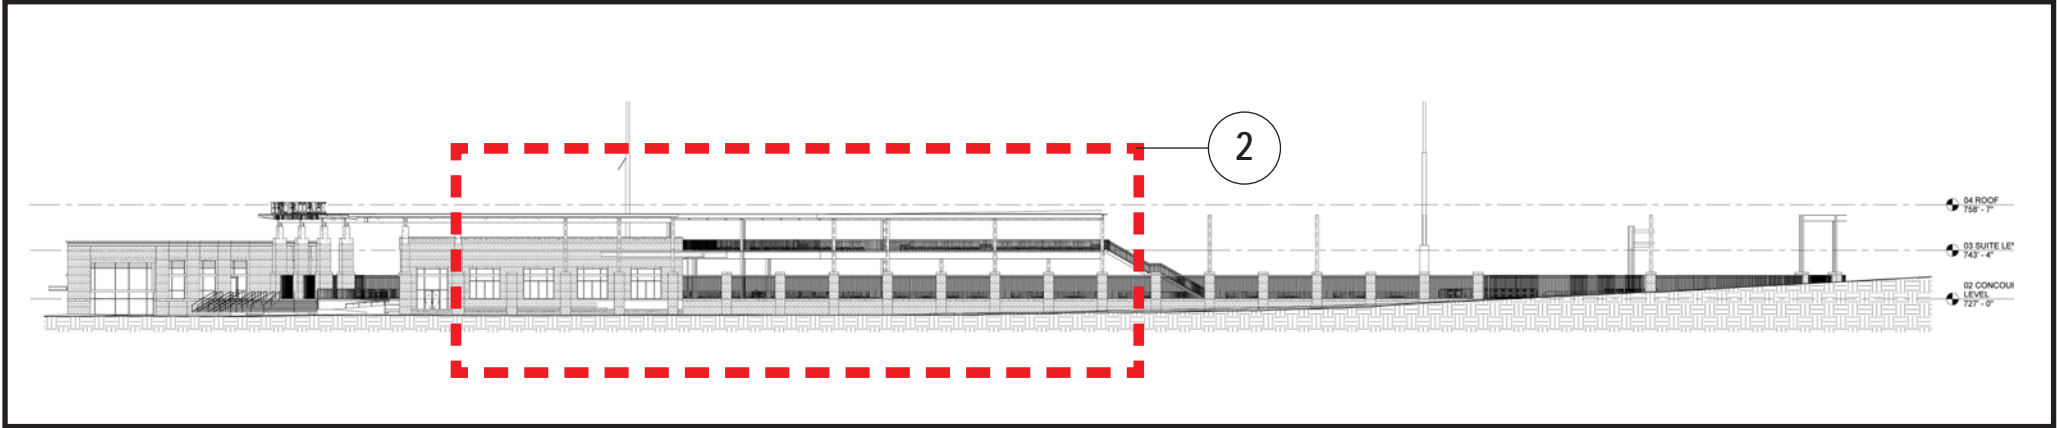 2
04 ROOF
758' - 7"
03 SUITE LE
743' - 4"
02 CONCOU
LEVEL
727' - 0"